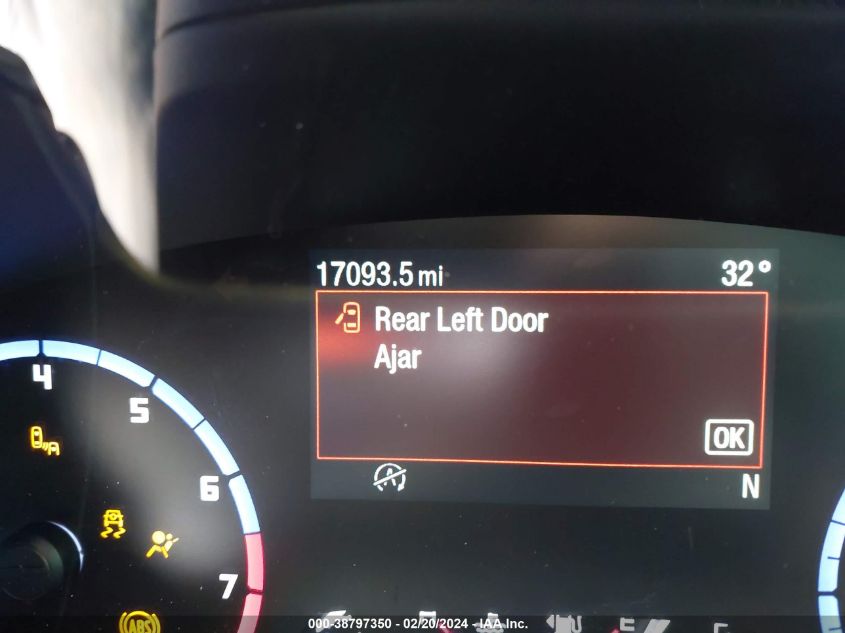 17093.5 mi 32°
Rear Left Door
Ajar
OK
N
4
5
6
7
A
ABS
E
000-38797350 - 02/20/2024 - IAA Inc.